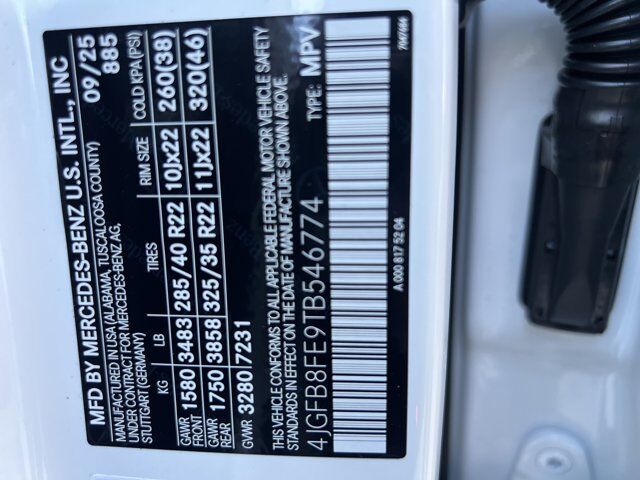 MFD BY MERCEDES-BENZ U.S. INTL., INC
MANUFACTURED IN USA (ALABAMA, TUSCALOOSA COUNTY) 09/25
UNDER CONTRACT FOR MERCEDES-BENZ AG,
STUTTGART (GERMANY) 885
KG LB TIRES RIM SIZE COLD KPA (PSI)
GAWR FRONT 1580 3483 285/40 R22 10Jx22 260(38)
GAWR REAR 1750 3858 325/35 R22 11Jx22 320(46)
GVWR 3280 7231
THIS VEHICLE CONFORMS TO ALL APPLICABLE FEDERAL MOTOR VEHICLE SAFETY
STANDARDS IN EFFECT ON THE DATE OF MANUFACTURE SHOWN ABOVE.
4JGFB8FE9TB546774 TYPE: MPV
A 000 817 52 04